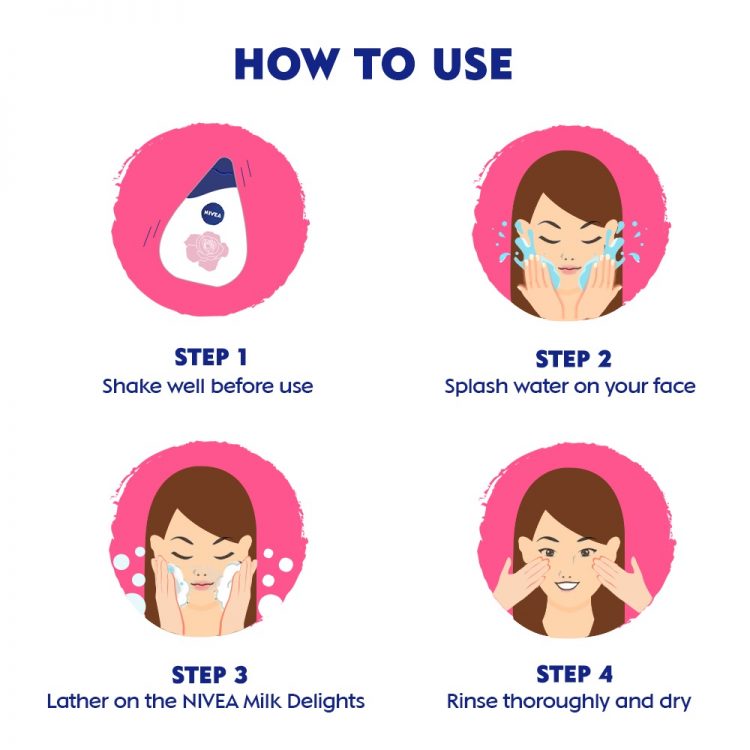 HOW TO USE
NIVEA
STEP 1
Shake well before use
STEP 2
Splash water on your face
STEP 3
Lather on the NIVEA Milk Delights
STEP 4
Rinse thoroughly and dry